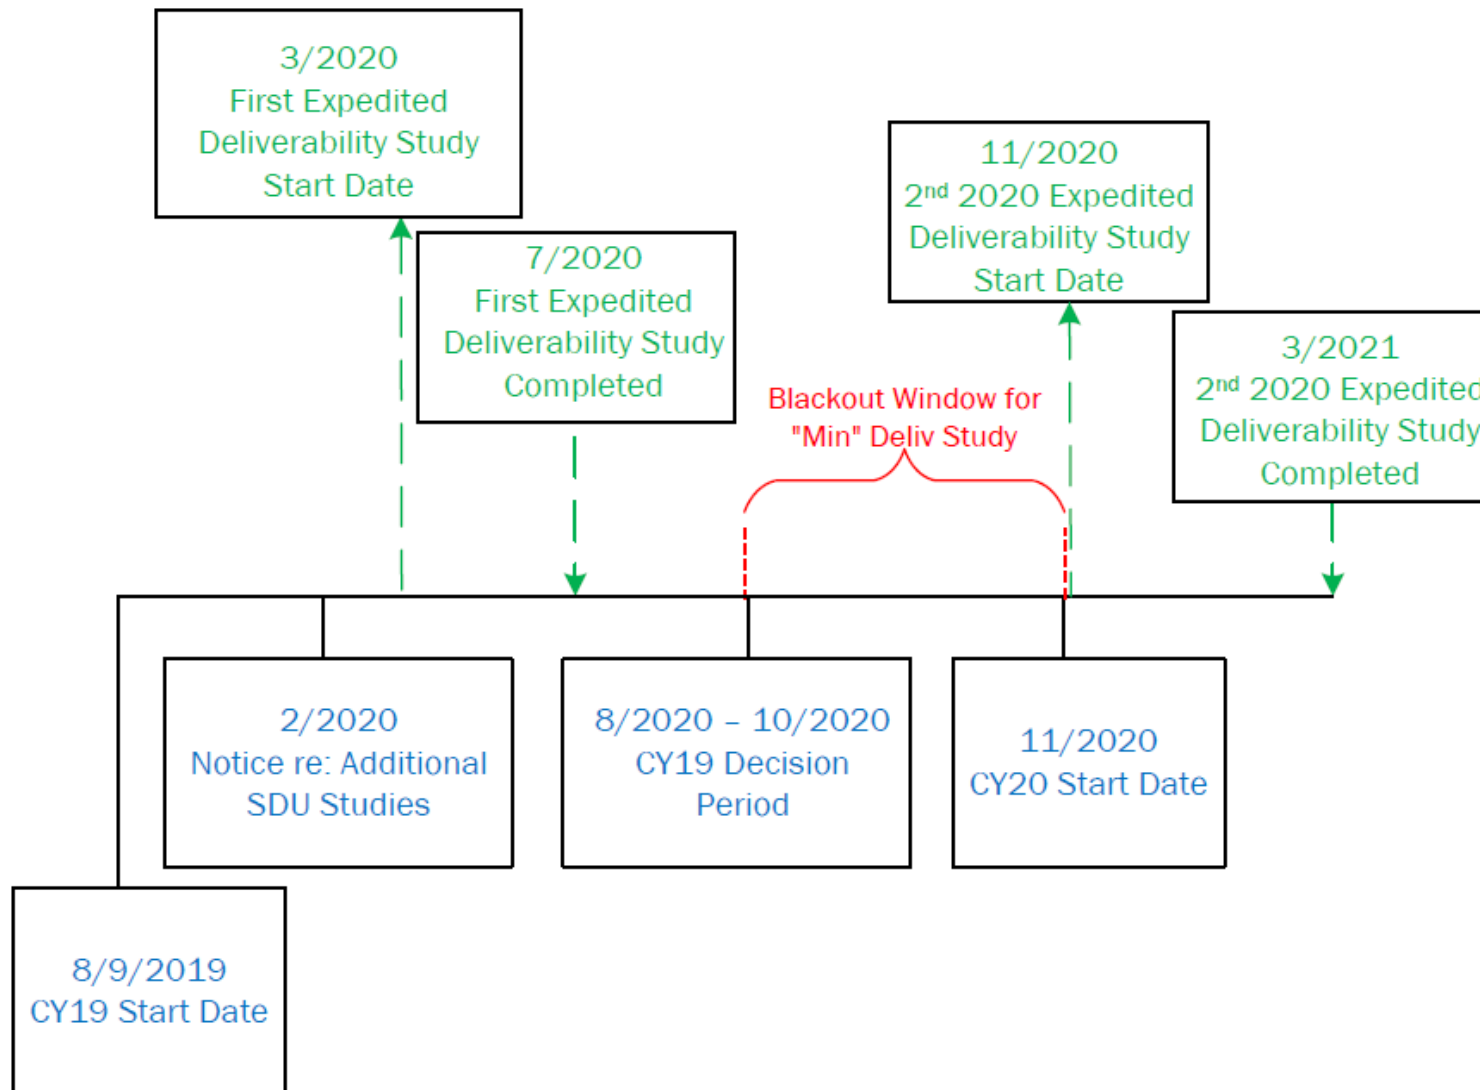 3/2020
First Expedited
Deliverability Study
Start Date
7/2020
First Expedited
Deliverability Study
Completed
Blackout Window for
"Min" Deliv Study
11/2020
2nd 2020 Expedited
Deliverability Study
Start Date
3/2021
2nd 2020 Expedited
Deliverability Study
Completed
8/9/2019
CY19 Start Date
2/2020
Notice re: Additional
SDU Studies
8/2020 – 10/2020
CY19 Decision
Period
11/2020
CY20 Start Date